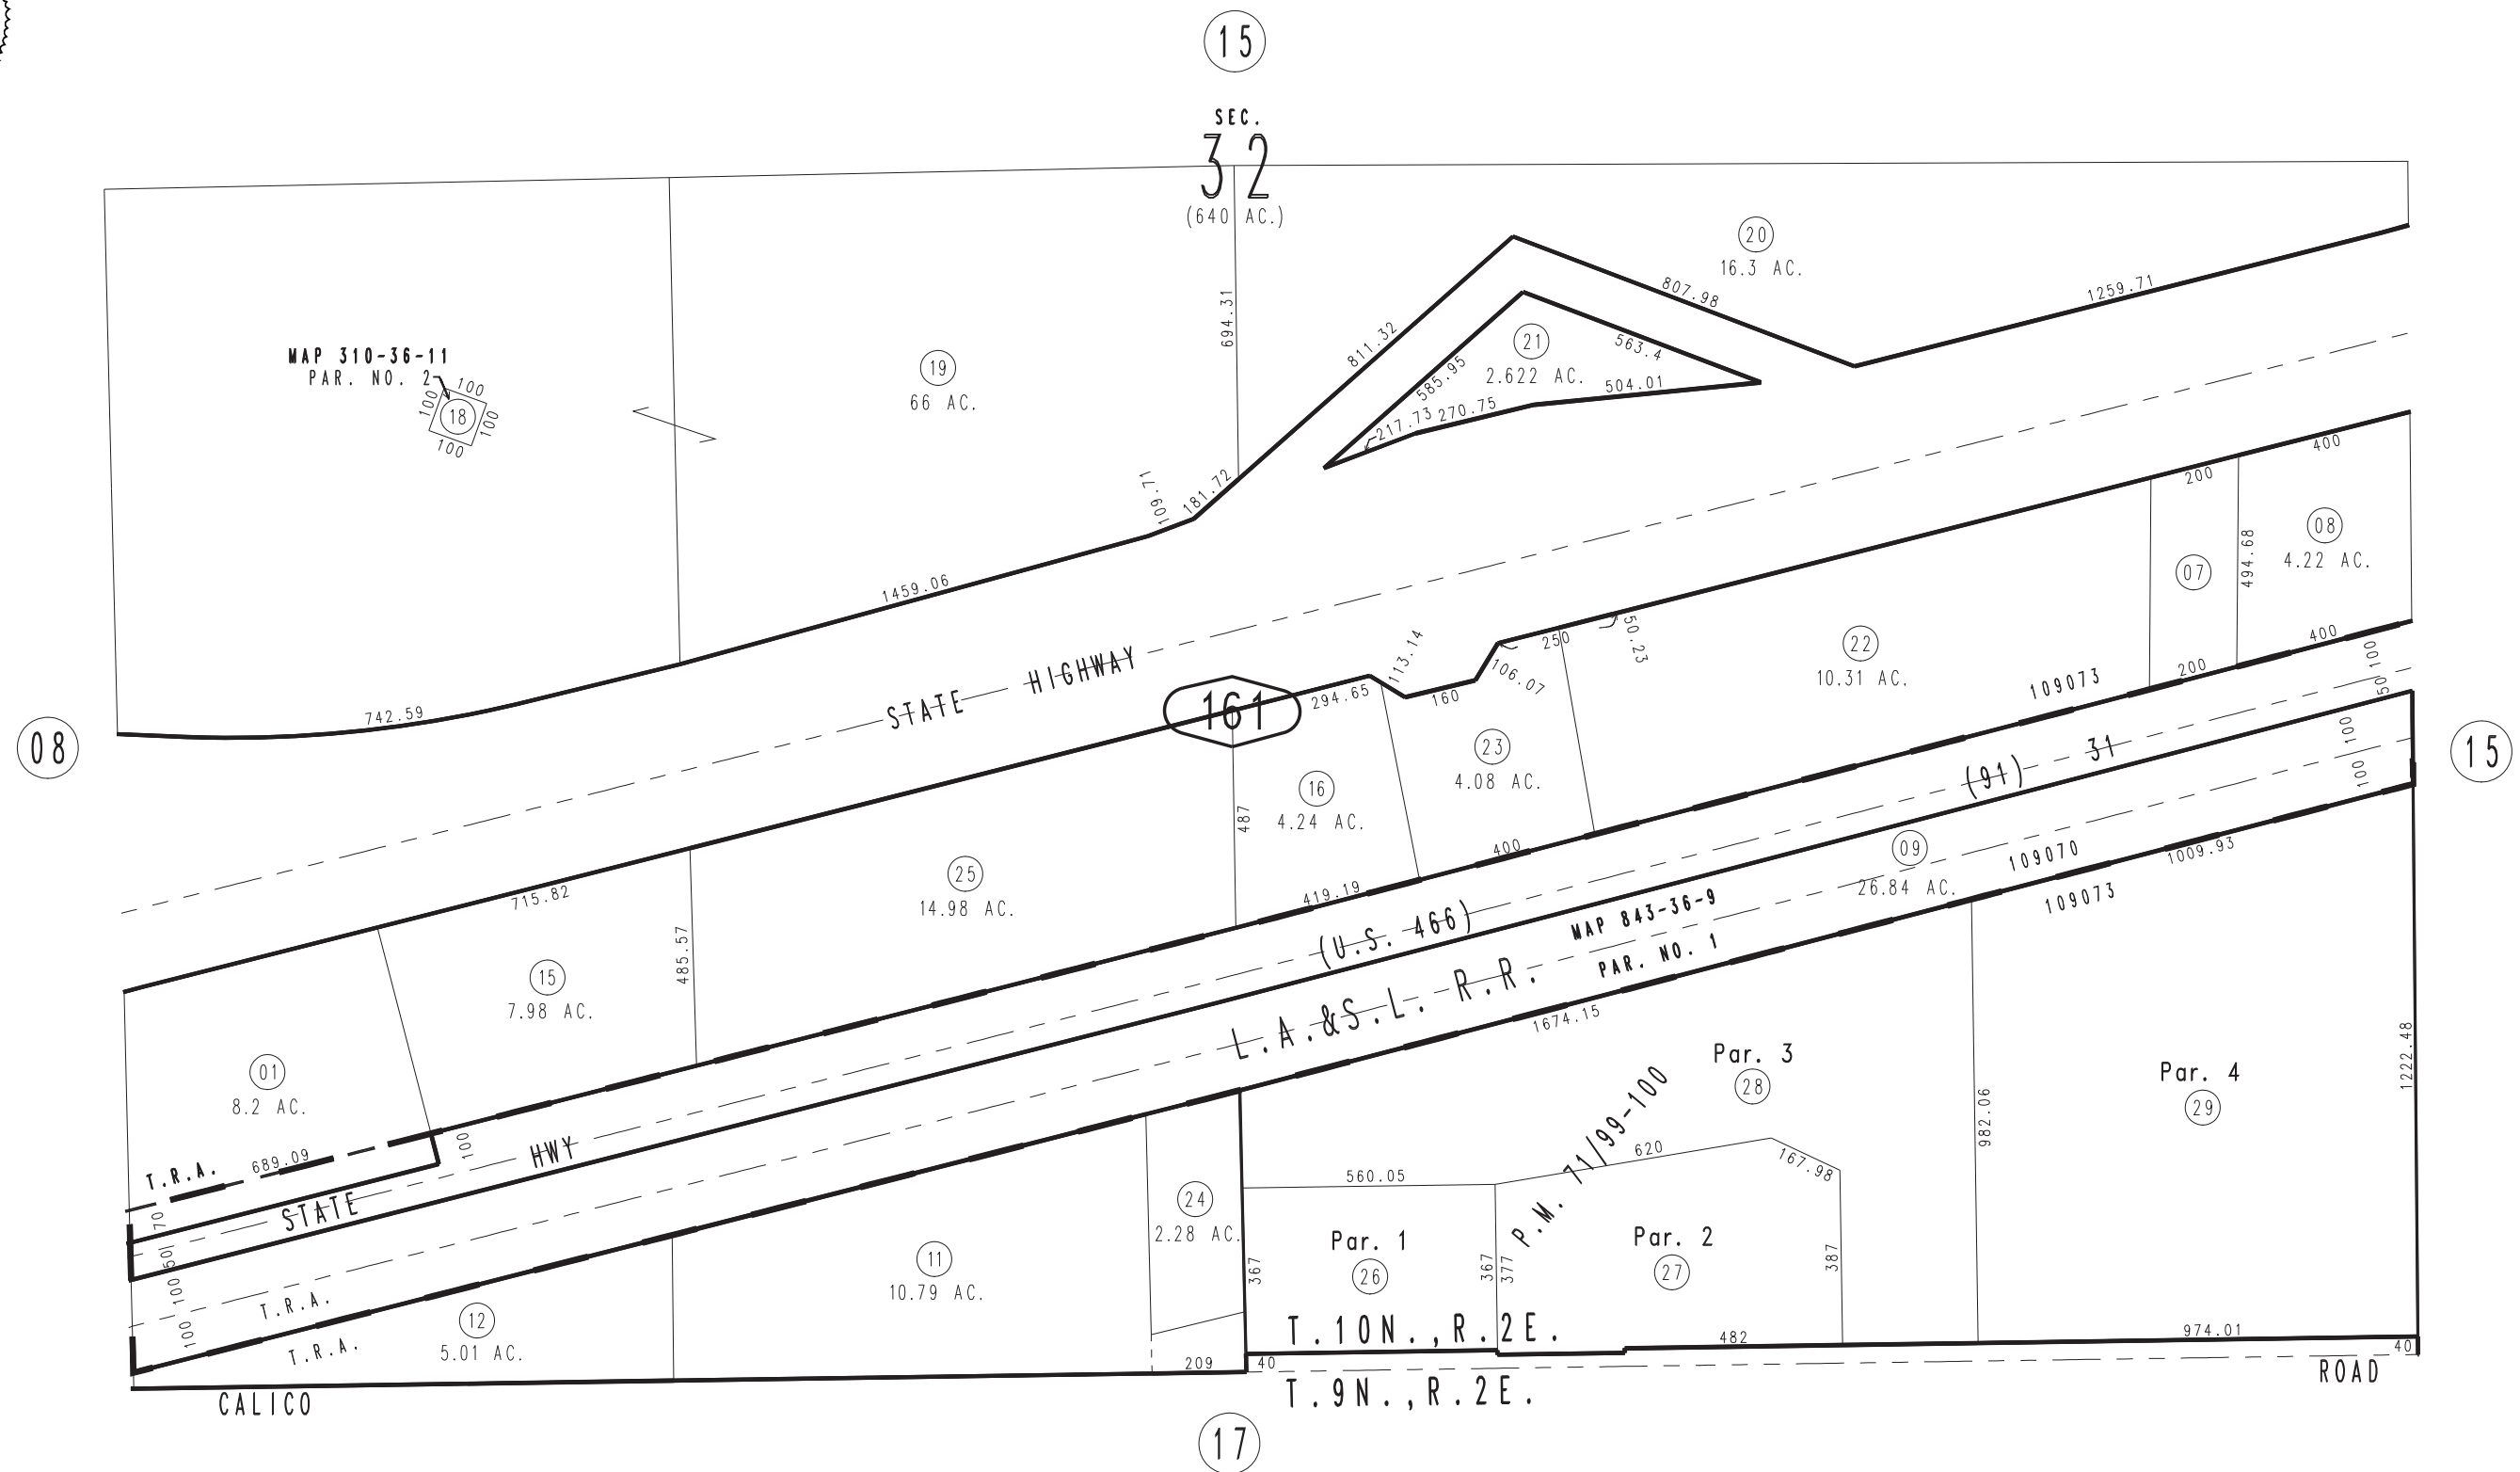 15
SEC.
32
(640 AC.)
20
16.3 AC.
807.98
1259.71
694.31
811.32
21
2.622 AC.
563.4
585.95
504.01
270.75
217.73
MAP 310-36-11
PAR. NO. 2
100
100
18
100
100
19
66 AC.
109.71
181.72
1459.06
742.59
08
STATE HIGHWAY
161
294.65
113.14
160
106.07
250
50.23
200
400
08
4.22 AC.
494.68
07
22
10.31 AC.
109073
200
400
100
50
23
4.08 AC.
16
4.24 AC.
487
400
419.19
(91) 31
15
100
100
09
26.84 AC.
109070
1009.93
109073
25
14.98 AC.
715.82
485.57
15
7.98 AC.
(U.S. 466)
MAP 843-36-9
PAR. NO. 1
L.A.&S.L. R.R.
1674.15
01
8.2 AC.
T.R.A.
689.09
100
HWY
STATE
70
50
100
100
T.R.A.
T.R.A.
12
5.01 AC.
11
10.79 AC.
24
2.28 AC.
209
40
367
560.05
Par. 1
26
367
377
P.M. 71/99-100
620
167.98
Par. 2
27
387
Par. 3
28
982.06
Par. 4
29
1222.48
T.10N.,R.2E.
482
974.01
40
T.9N.,R.2E.
CALICO
ROAD
17